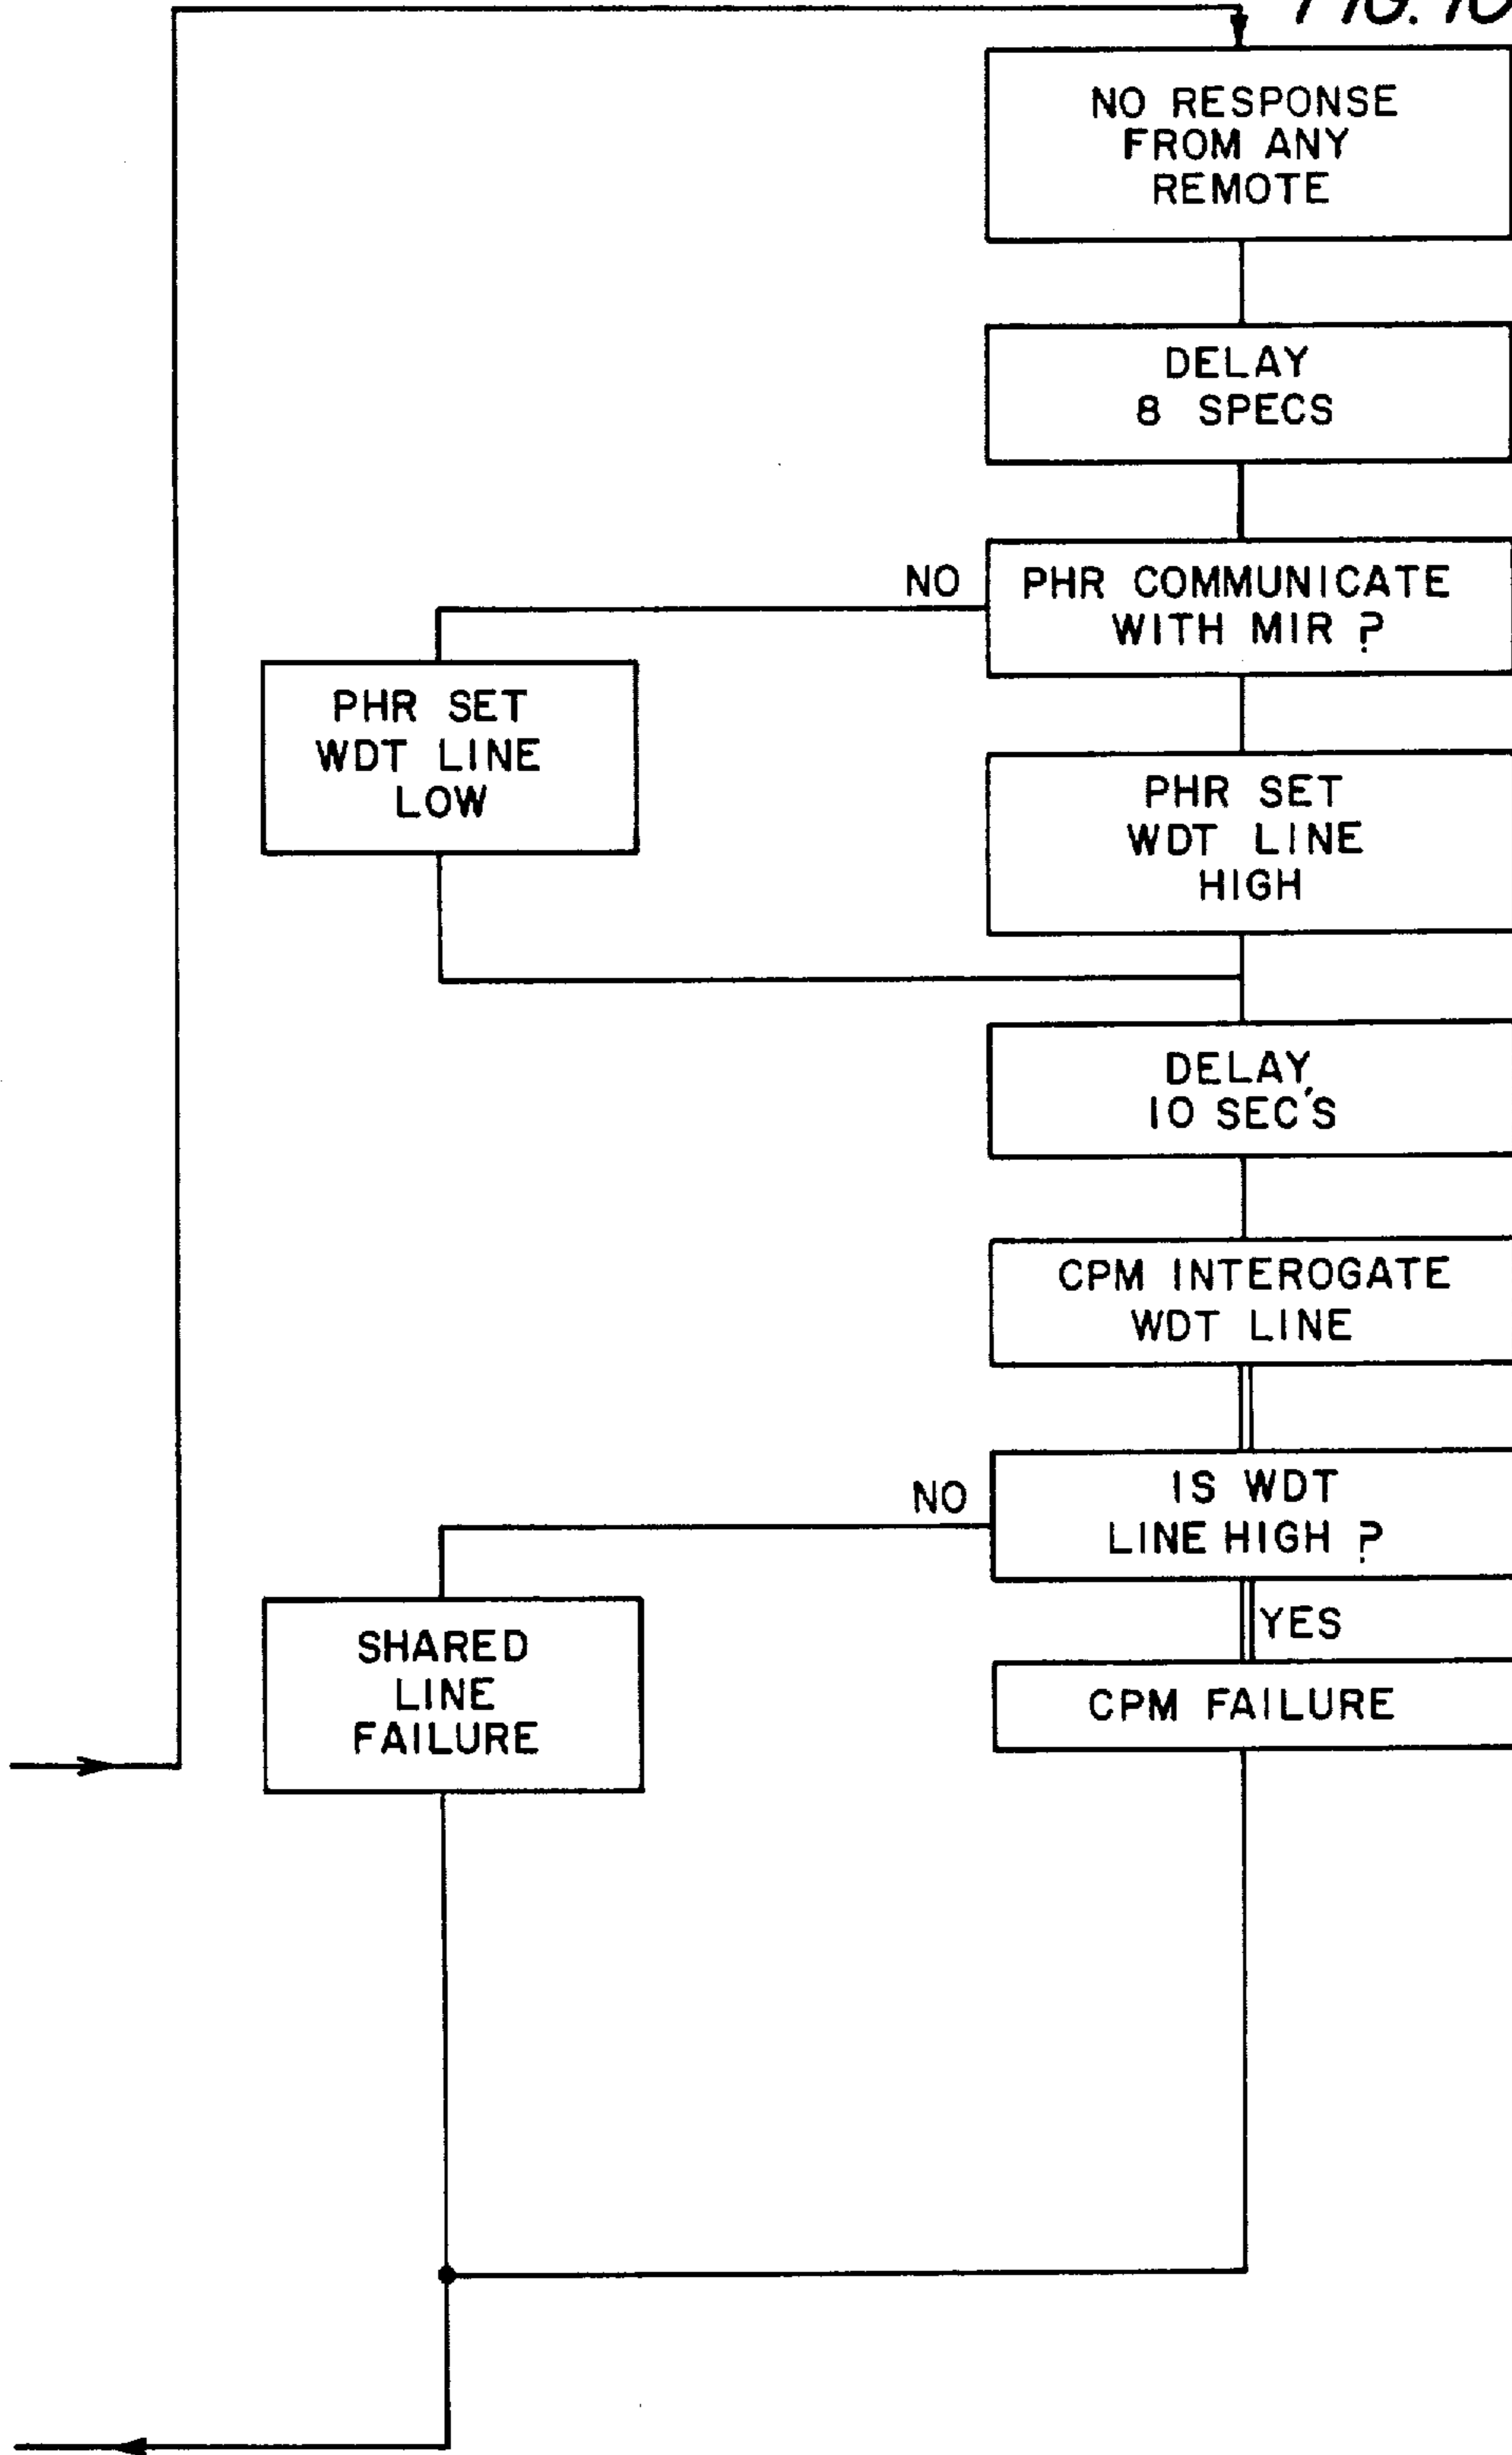 FIG. 10
NO RESPONSE
FROM ANY
REMOTE
DELAY
8 SPECS
NO
PHR COMMUNICATE
WITH MIR ?
PHR SET
WDT LINE
LOW
PHR SET
WDT LINE
HIGH
DELAY
10 SEC'S
CPM INTEROGATE
WDT LINE
NO
IS WDT
LINE HIGH ?
YES
SHARED
LINE
FAILURE
CPM FAILURE